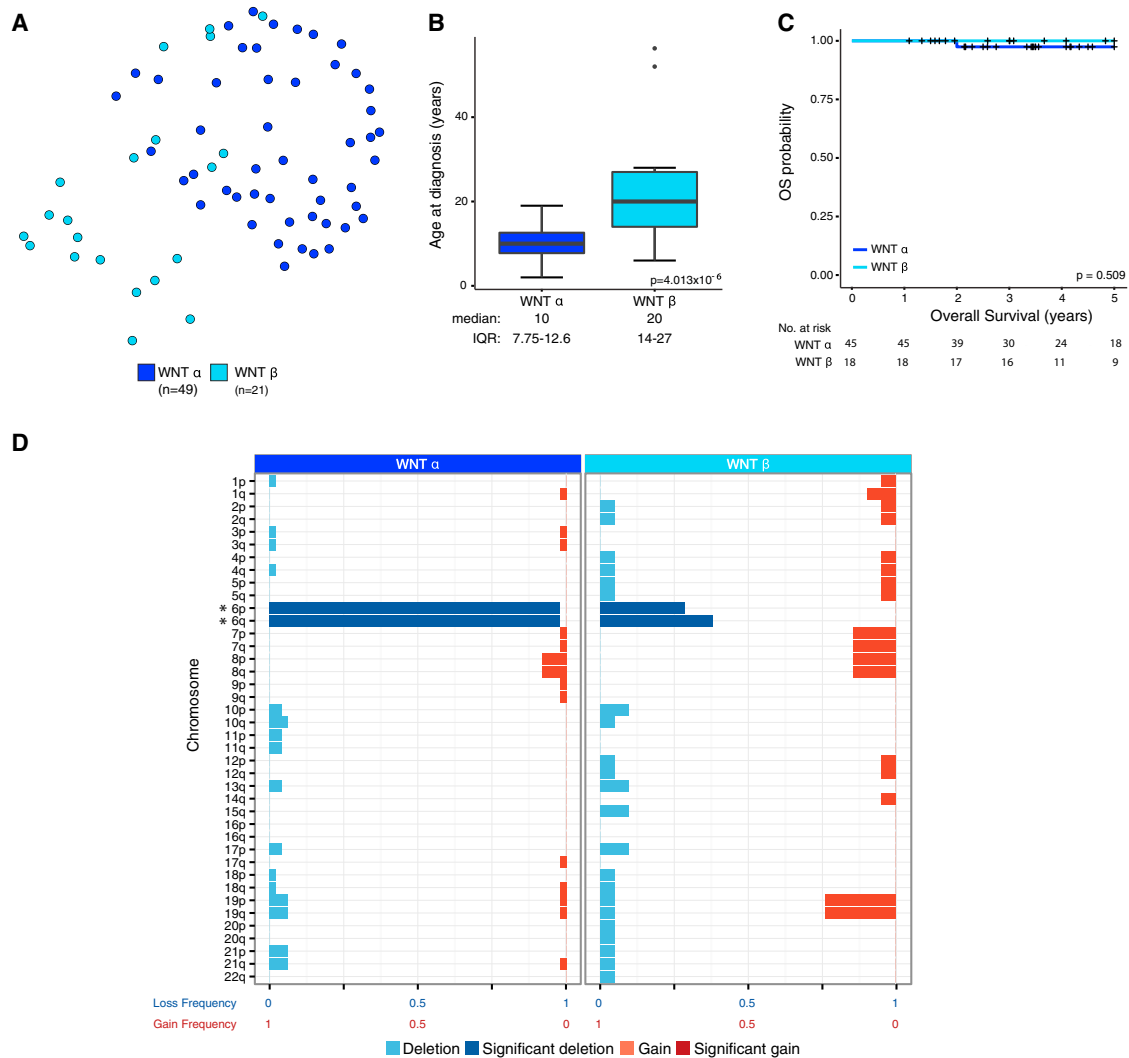 A
WNT α
(n=49)
WNT β
(n=21)
B
Age at diagnosis (years)
40
20
0
p=4.013x10⁻⁶
WNT α
WNT β
median:
10
20
IQR:
7.75-12.6
14-27
C
OS probability
1.00
0.75
0.50
0.25
0.00
WNT α
WNT β
p = 0.509
0 1 2 3 4 5
Overall Survival (years)
No. at risk
WNT α 45 45 39 30 24 18
WNT β 18 18 17 16 11 9
D
WNT α
WNT β
Chromosome
1p
1q
2p
2q
3p
3q
4p
4q
5p
5q
* 6p
* 6q
7p
7q
8p
8q
9p
9q
10p
10q
11p
11q
12p
12q
13q
14q
15q
16p
16q
17p
17q
18p
18q
19p
19q
20p
20q
21p
21q
22q
Loss Frequency 0 0.5 1 0 0.5 1
Gain Frequency 1 0.5 0 1 0.5 0
Deletion Significant deletion Gain Significant gain